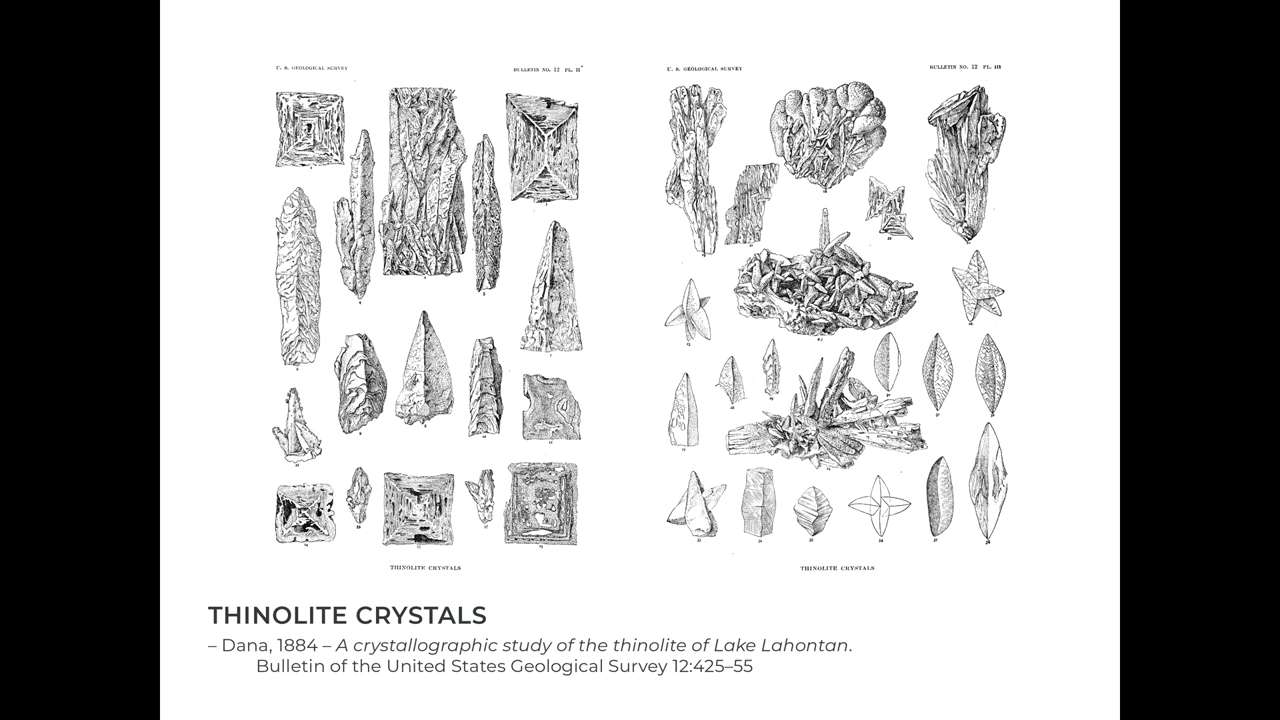 U. S. GEOLOGICAL SURVEY
BULLETIN NO. 12 PL. II
U. S. GEOLOGICAL SURVEY
BULLETIN NO. 12 PL. III
THINOLITE CRYSTALS
THINOLITE CRYSTALS
THINOLITE CRYSTALS
– Dana, 1884 – A crystallographic study of the thinolite of Lake Lahontan.
Bulletin of the United States Geological Survey 12:425–55